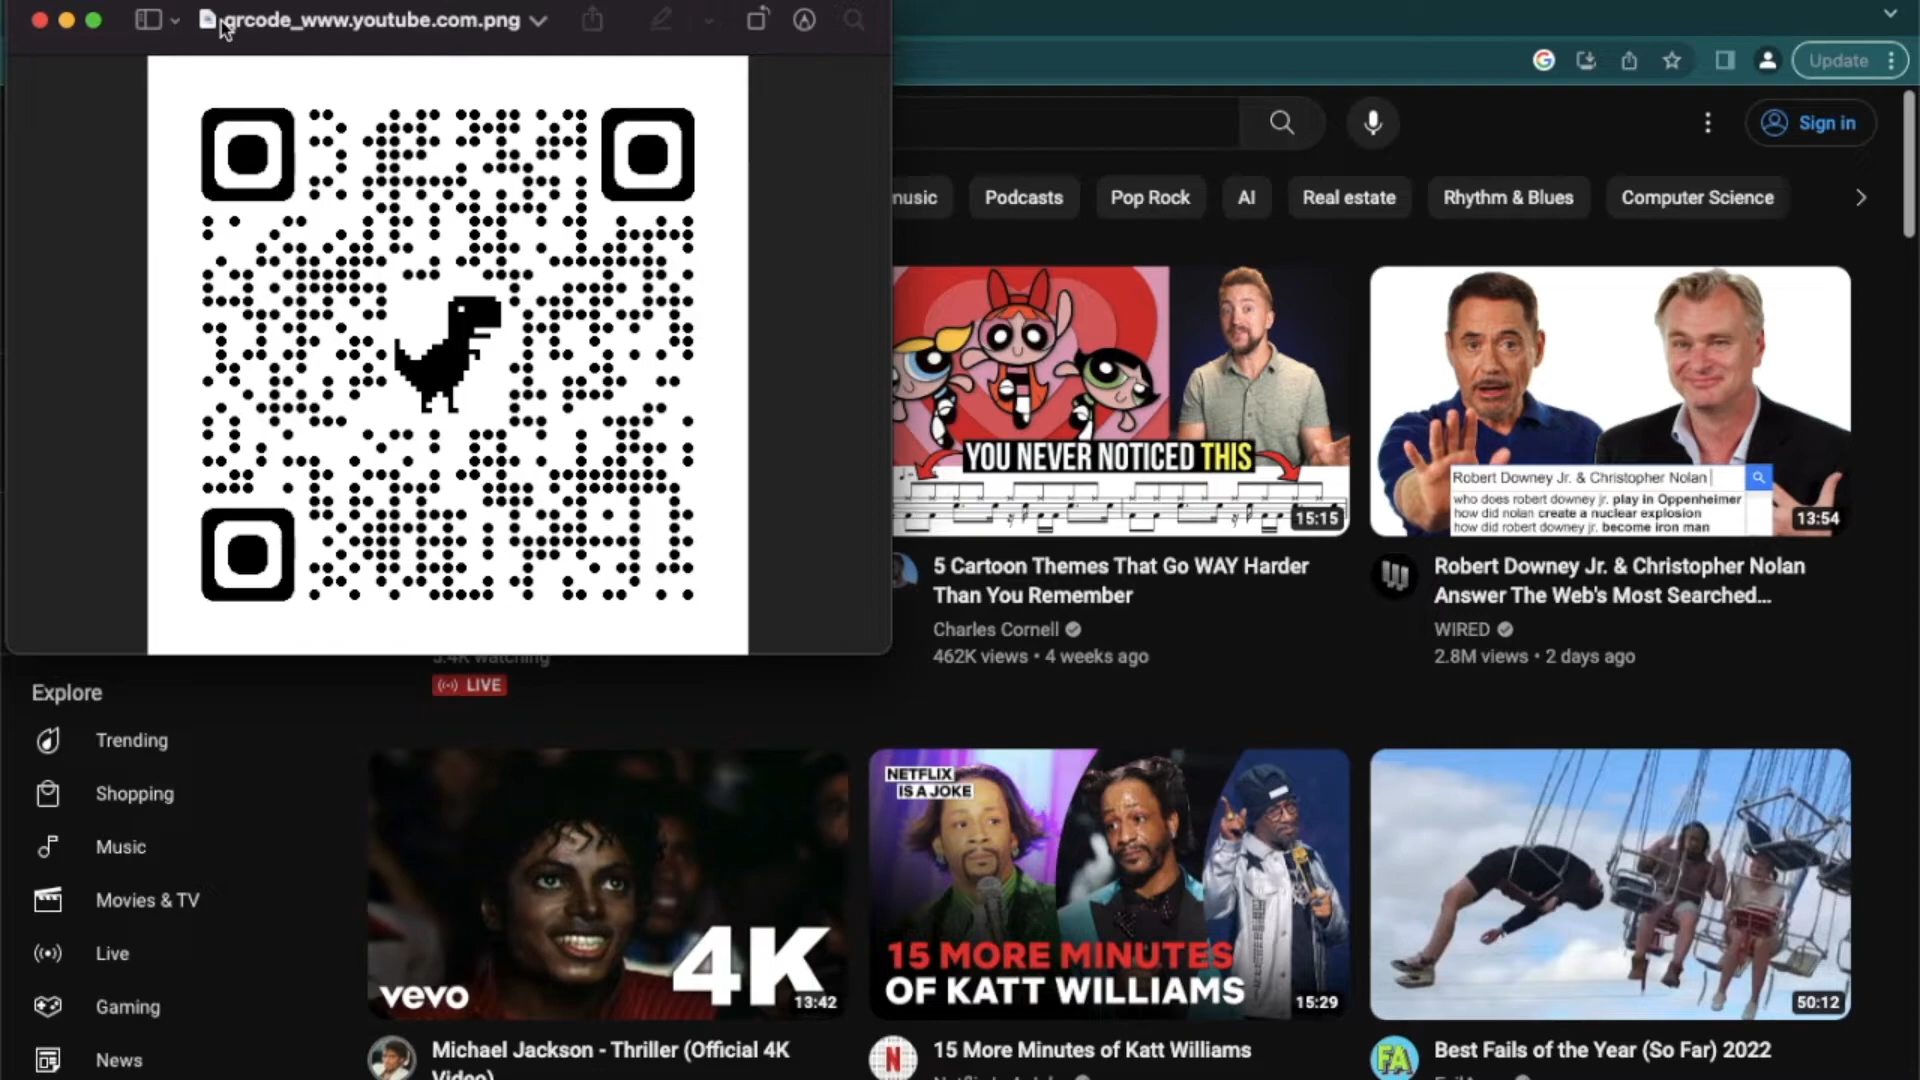 qrcode_www.youtube.com.png
Update
Sign in
Podcasts
Pop Rock
AI
Real estate
Rhythm & Blues
Computer Science
YOU NEVER NOTICED THIS
15:15
Robert Downey Jr. & Christopher Nolan
who does robert downey jr. play in Oppenheimer
how did nolan create a nuclear explosion
how did robert downey jr. become iron man
13:54
5 Cartoon Themes That Go WAY Harder
Than You Remember
Charles Cornell
462K views • 4 weeks ago
Robert Downey Jr. & Christopher Nolan
Answer The Web's Most Searched...
WIRED
2.8M views • 2 days ago
3.4K watching
LIVE
Explore
Trending
Shopping
Music
Movies & TV
Live
Gaming
News
4K
vevo
13:42
NETFLIX
IS A JOKE
15 MORE MINUTES
OF KATT WILLIAMS
15:29
50:12
Michael Jackson - Thriller (Official 4K
Video)
N
15 More Minutes of Katt Williams
FA
Best Fails of the Year (So Far) 2022